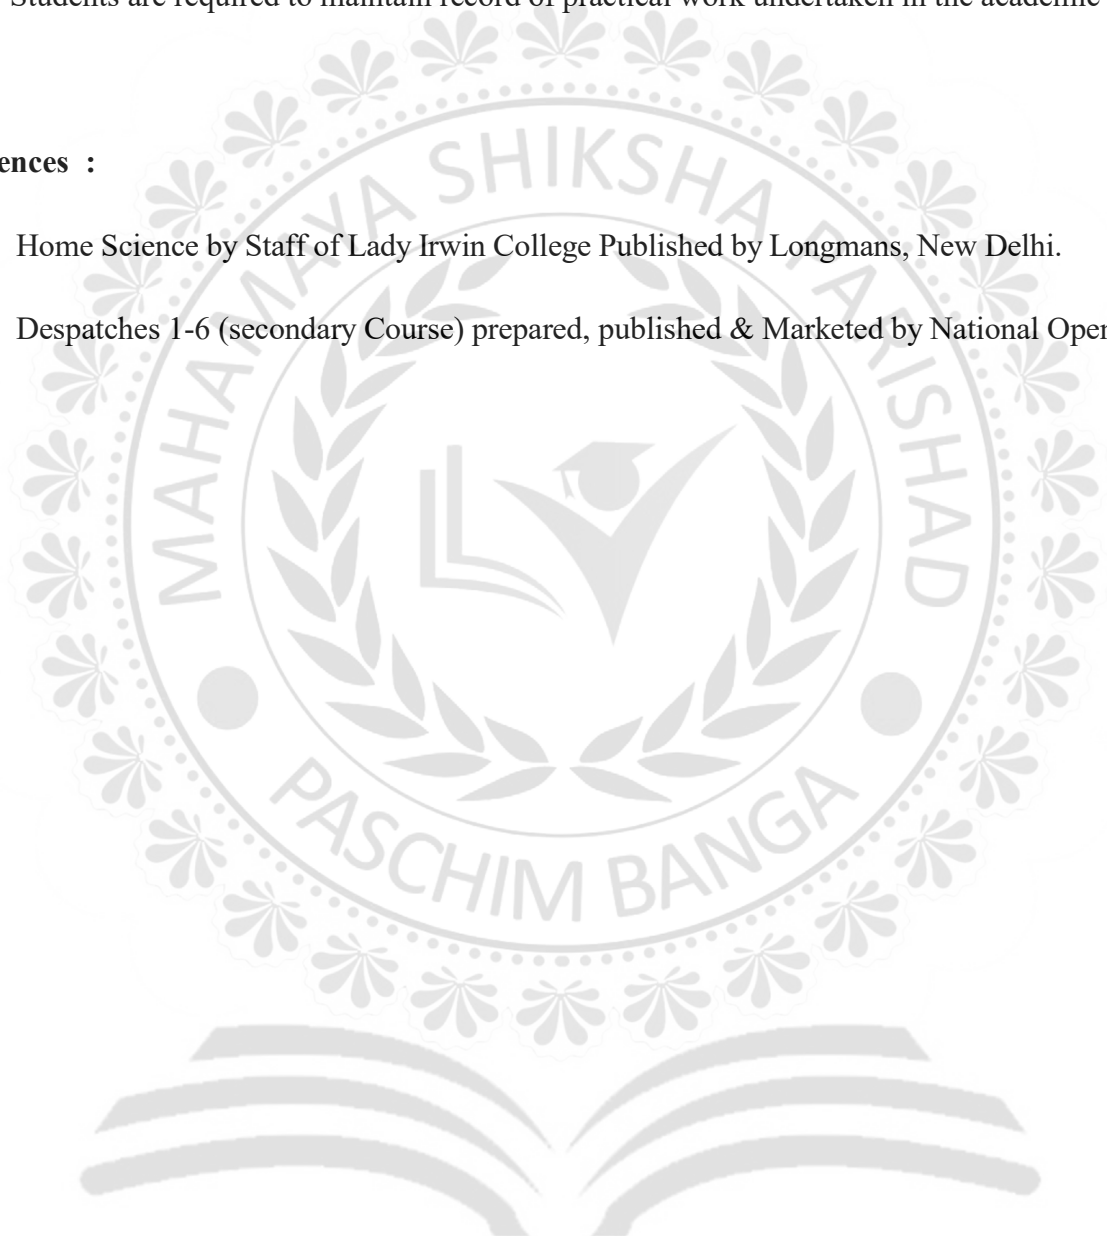 Students are required to maintain record of practical work undertaken in the academic
ences :
Home Science by Staff of Lady Irwin College Published by Longmans, New Delhi.
Despatches 1-6 (secondary Course) prepared, published & Marketed by National Open
MAHAMAYA SHIKSHA PARISHAD
PASCHIM BANGA